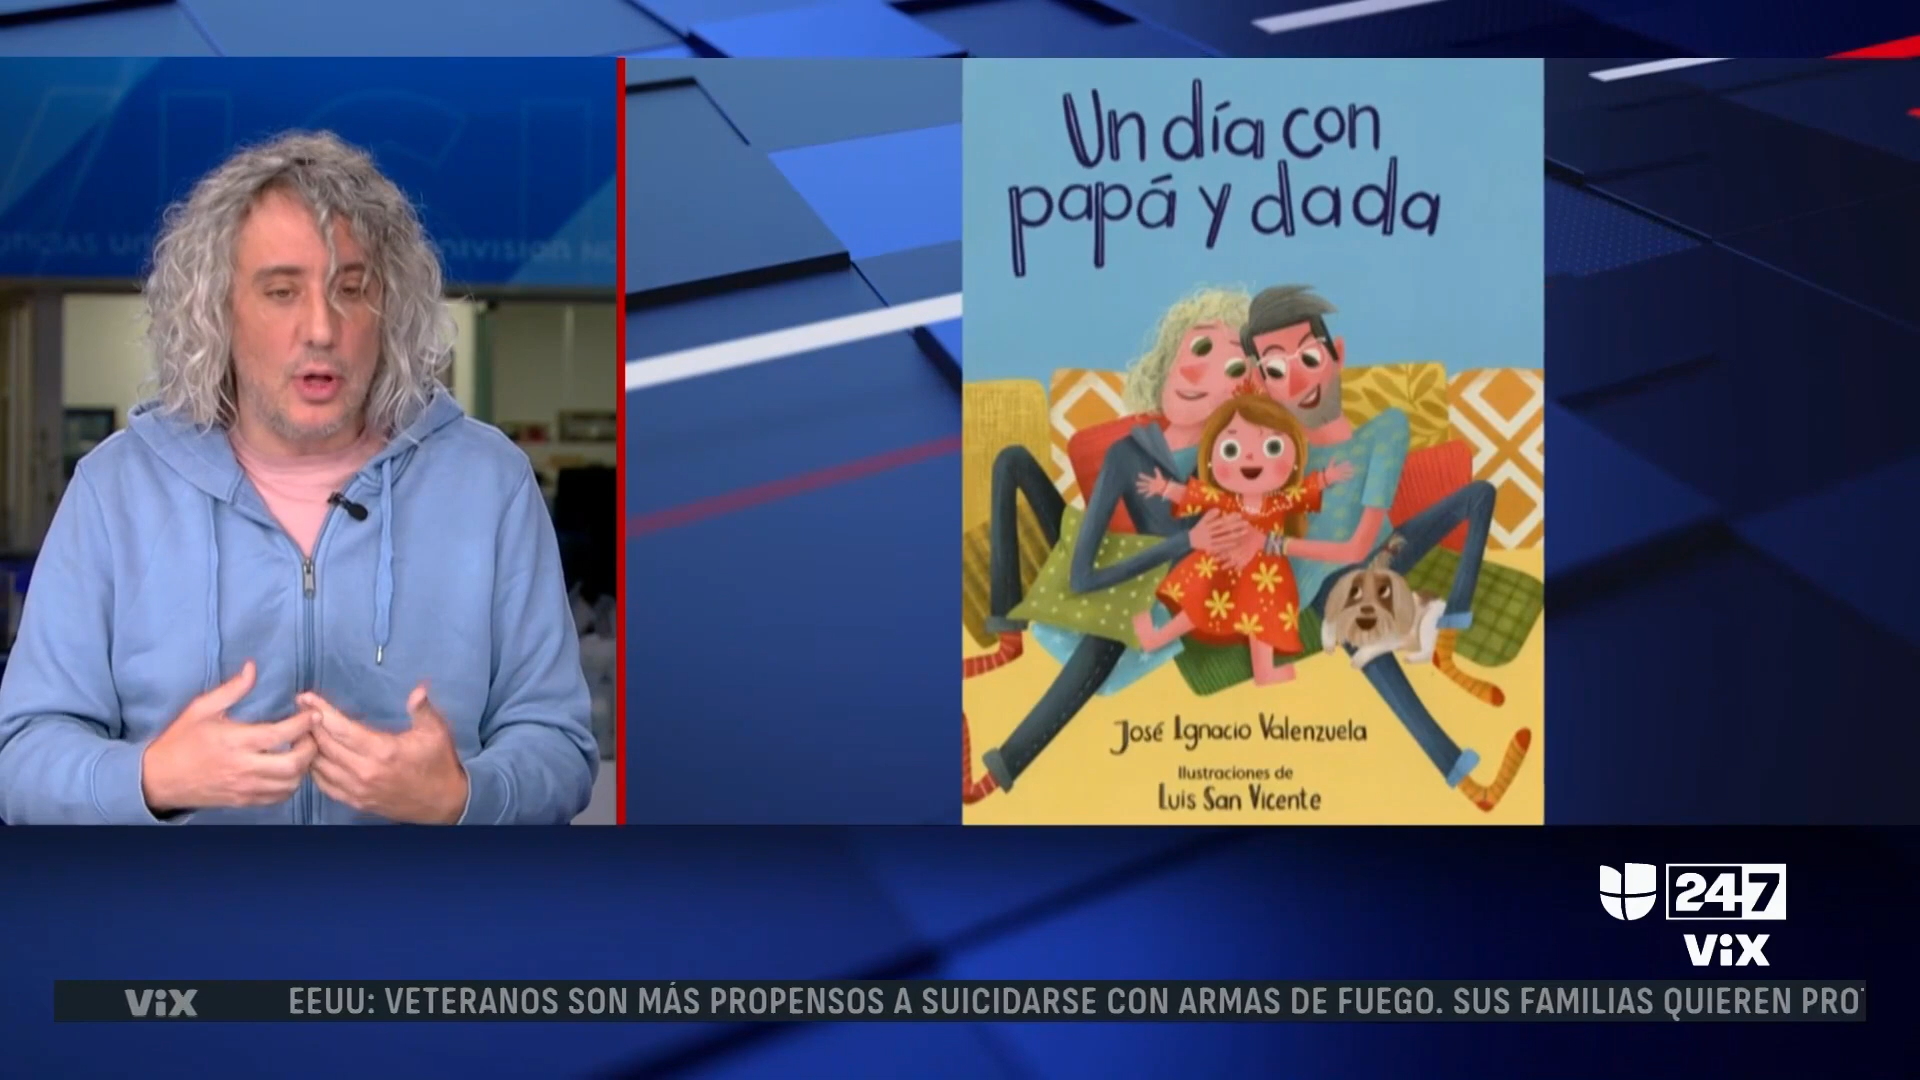 Un día con
papá y dada
José Ignacio Valenzuela
Ilustraciones de
Luis San Vicente
24-7
ViX
ViX EEUU: VETERANOS SON MÁS PROPENSOS A SUICIDARSE CON ARMAS DE FUEGO. SUS FAMILIAS QUIEREN PRO